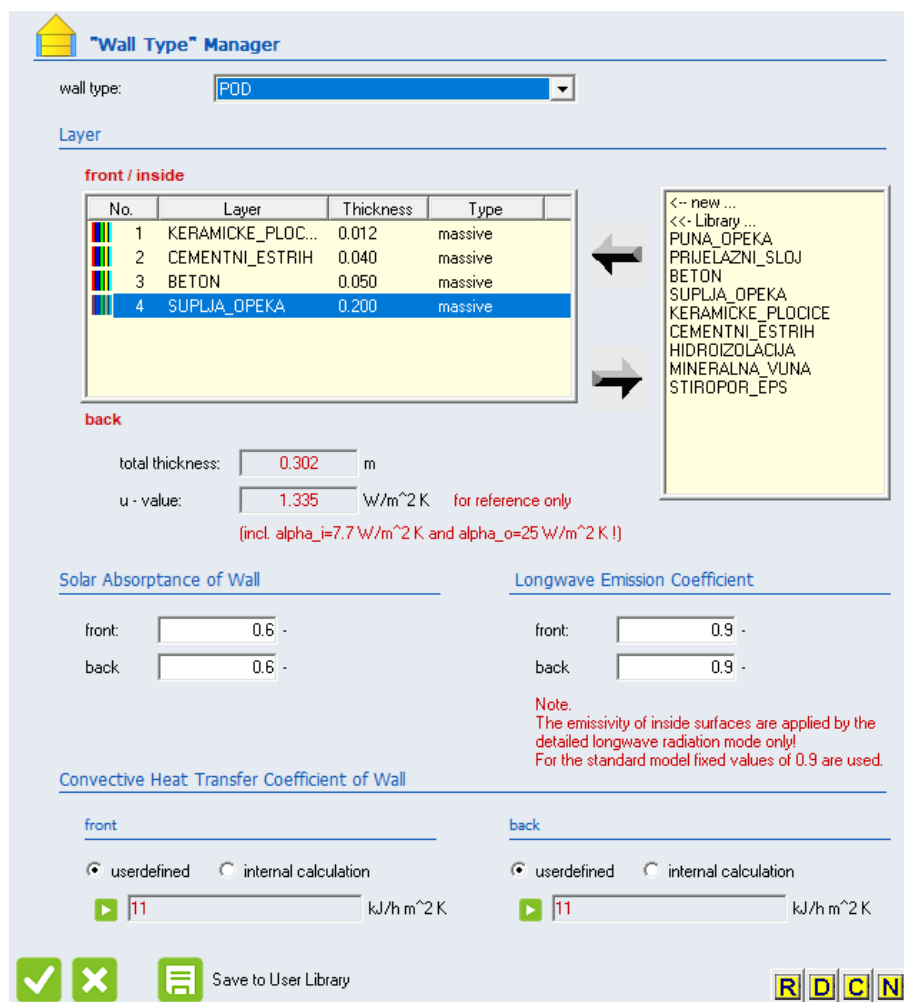 "Wall Type" Manager
wall type: POD
Layer
front / inside
No. Layer Thickness Type
1 KERAMICKE_PLOC... 0.012 massive
2 CEMENTNI_ESTRIH 0.040 massive
3 BETON 0.050 massive
4 SUPLJA_OPEKA 0.200 massive
<-- new ...
<<- Library ...
PUNA_OPEKA
PRIJELAZNI_SLOJ
BETON
SUPLJA_OPEKA
KERAMICKE_PLOCICE
CEMENTNI_ESTRIH
HIDROIZOLACIJA
MINERALNA_VUNA
STIROPOR_EPS
back
total thickness: 0.302 m
u - value: 1.335 W/m^2 K for reference only
(incl. alpha_i=7.7 W/m^2 K and alpha_o=25 W/m^2 K !)
Solar Absorptance of Wall
front: 0.6 -
back 0.6 -
Longwave Emission Coefficient
front: 0.9 -
back 0.9 -
Note.
The emissivity of inside surfaces are applied by the
detailed longwave radiation mode only!
For the standard model fixed values of 0.9 are used.
Convective Heat Transfer Coefficient of Wall
front
userdefined internal calculation
11 kJ/h m^2 K
back
userdefined internal calculation
11 kJ/h m^2 K
Save to User Library
R D C N